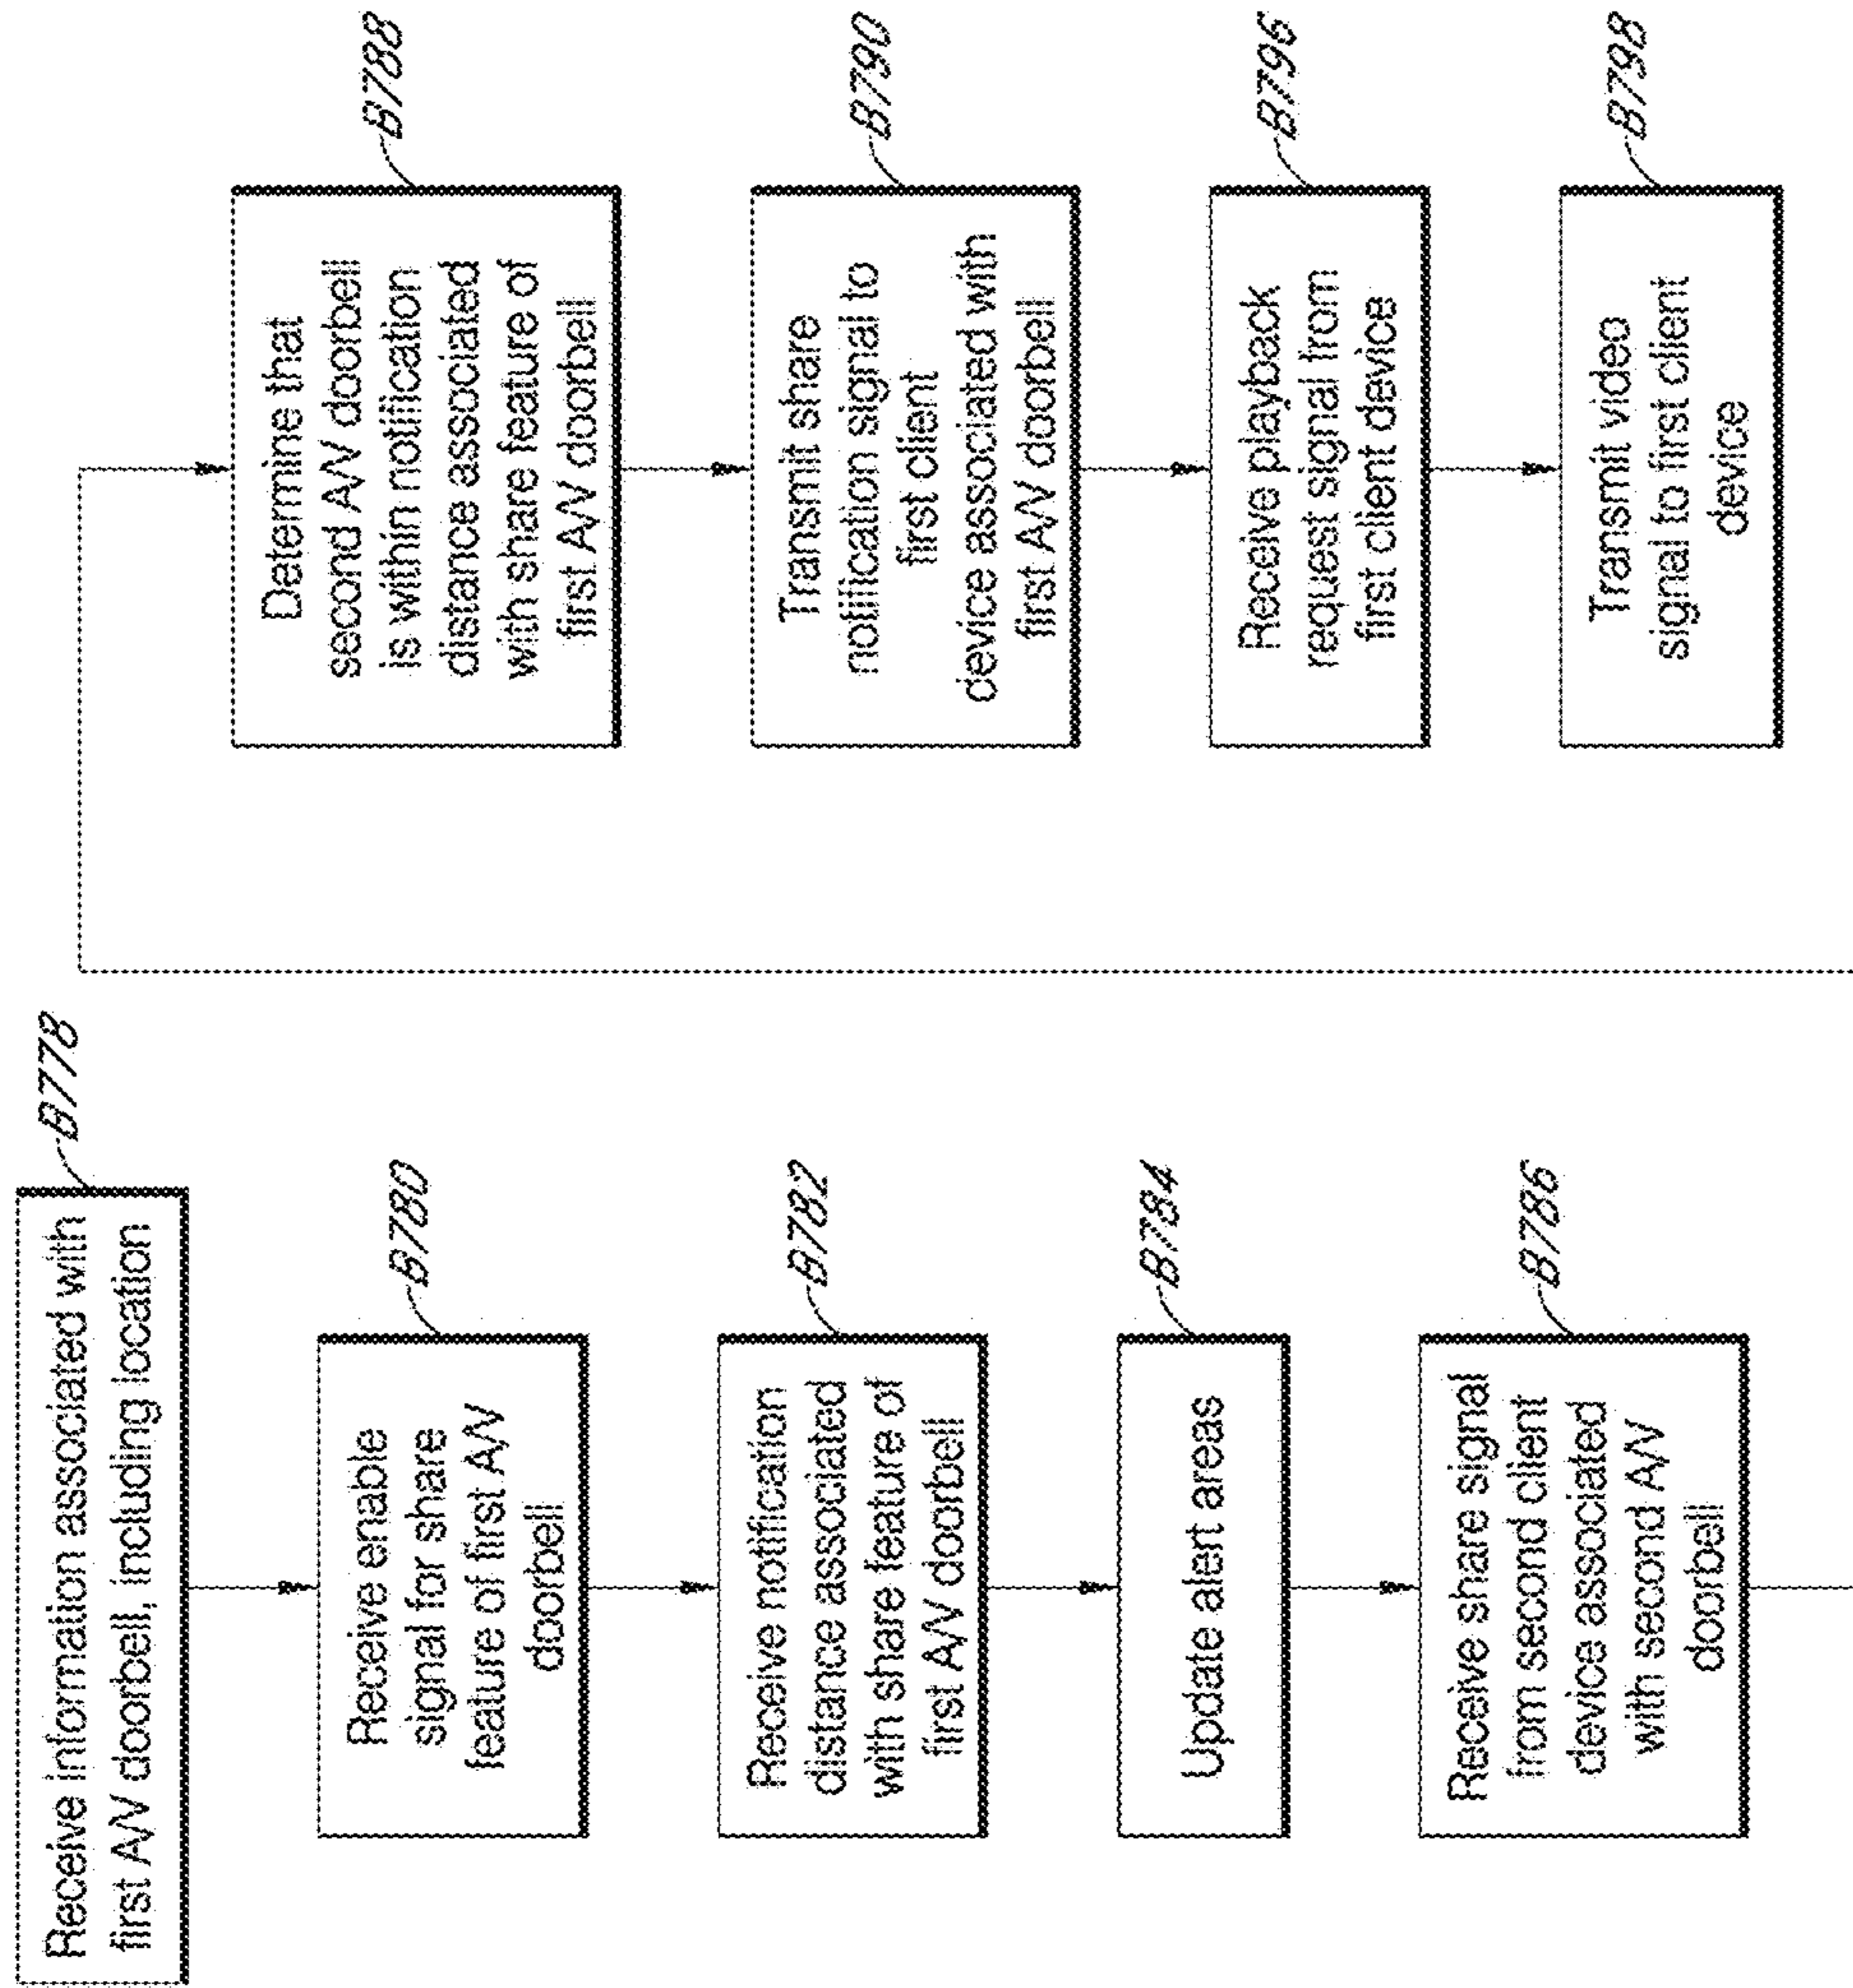 Receive information associated with
first A/V doorbell, including location
B778
Receive enable
signal for share
feature of first A/V
doorbell
B780
Receive notification
distance associated
with share feature of
first A/V doorbell
B782
Update alert areas
B784
Receive share signal
from second client
device associated
with second A/V
doorbell
B786
Determine that
second A/V doorbell
is within notification
distance associated
with share feature of
first A/V doorbell
B788
Transmit share
notification signal to
first client
device associated with
first A/V doorbell
B790
Receive playback
request signal from
first client device
B796
Transmit video
signal to first client
device
B798